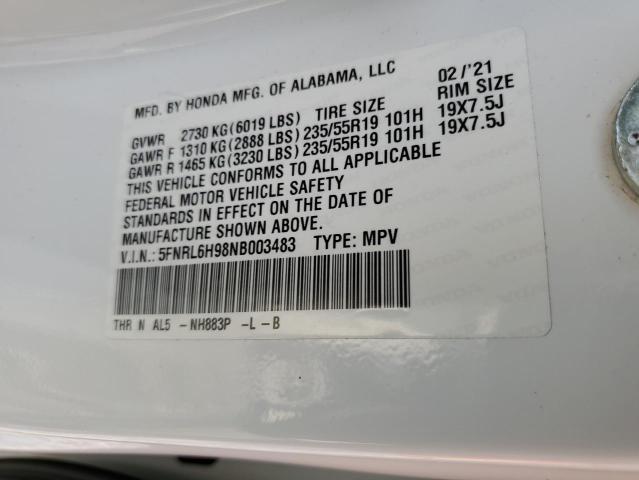 MFD. BY HONDA MFG. OF ALABAMA, LLC 02 /'21
GVWR 2730 KG(6019 LBS) TIRE SIZE RIM SIZE
GAWR F 1310 KG(2888 LBS) 235/55R19 101H 19X7.5J
GAWR R 1465 KG(3230 LBS) 235/55R19 101H 19X7.5J
THIS VEHICLE CONFORMS TO ALL APPLICABLE
FEDERAL MOTOR VEHICLE SAFETY
STANDARDS IN EFFECT ON THE DATE OF
MANUFACTURE SHOWN ABOVE.
V.I.N.: 5FNRL6H98NB003483 TYPE: MPV
THR N AL5 -NH883P -L -B